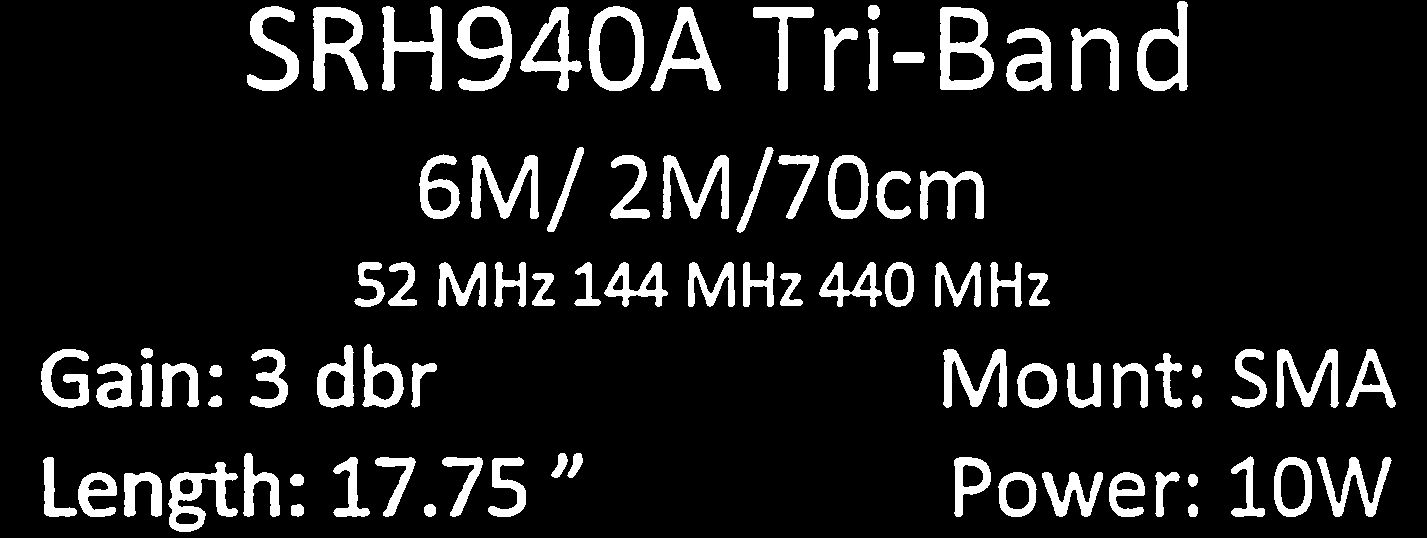 SRH940A Tri-Band
6M/ 2M/70cm
52 MHz 144 MHz 440 MHz
Gain: 3 dbr
Mount: SMA
Length: 17.75 ”
Power: 10W